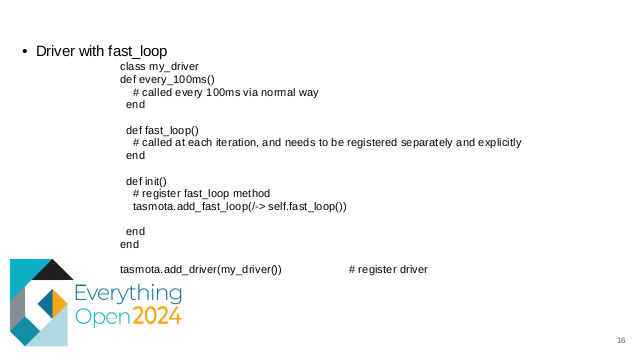 • Driver with fast_loop
class my_driver
def every_100ms()
# called every 100ms via normal way
end
def fast_loop()
# called at each iteration, and needs to be registered separately and explicitly
end
def init()
# register fast_loop method
tasmota.add_fast_loop(/-> self.fast_loop())
end
end
tasmota.add_driver(my_driver()) # register driver
Everything
Open2024
16